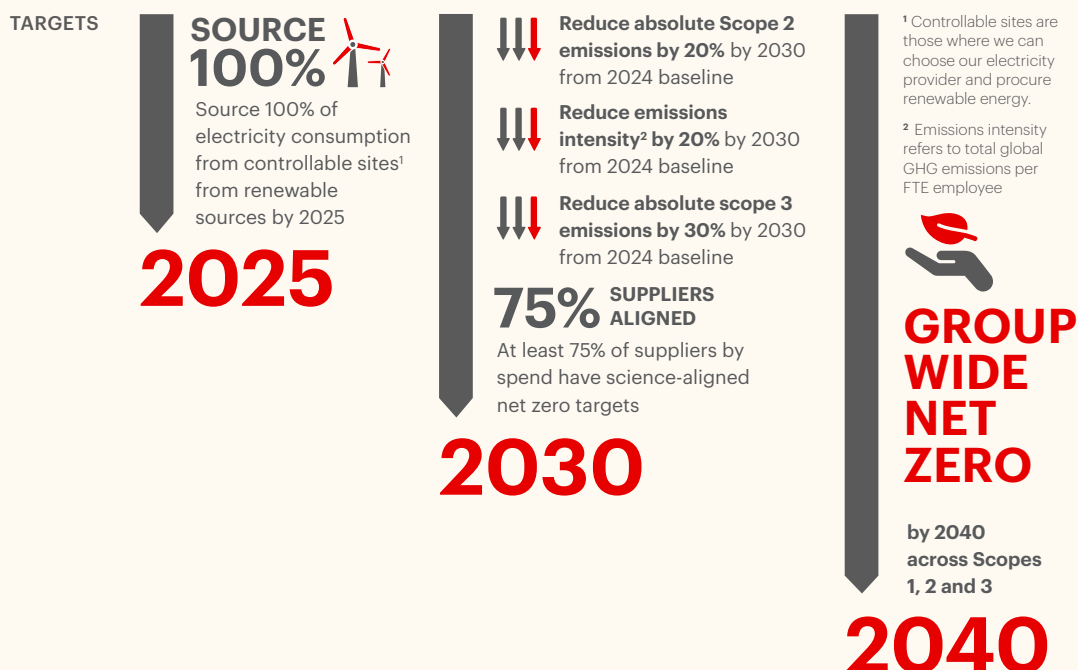 TARGETS
SOURCE
100%
Source 100% of
electricity consumption
from controllable sites¹
from renewable
sources by 2025
2025
Reduce absolute Scope 2
emissions by 20% by 2030
from 2024 baseline
Reduce emissions
intensity² by 20% by 2030
from 2024 baseline
Reduce absolute scope 3
emissions by 30% by 2030
from 2024 baseline
75% SUPPLIERS
ALIGNED
At least 75% of suppliers by
spend have science-aligned
net zero targets
2030
¹ Controllable sites are
those where we can
choose our electricity
provider and procure
renewable energy.
² Emissions intensity
refers to total global
GHG emissions per
FTE employee
GROUP
WIDE
NET
ZERO
by 2040
across Scopes
1, 2 and 3
2040